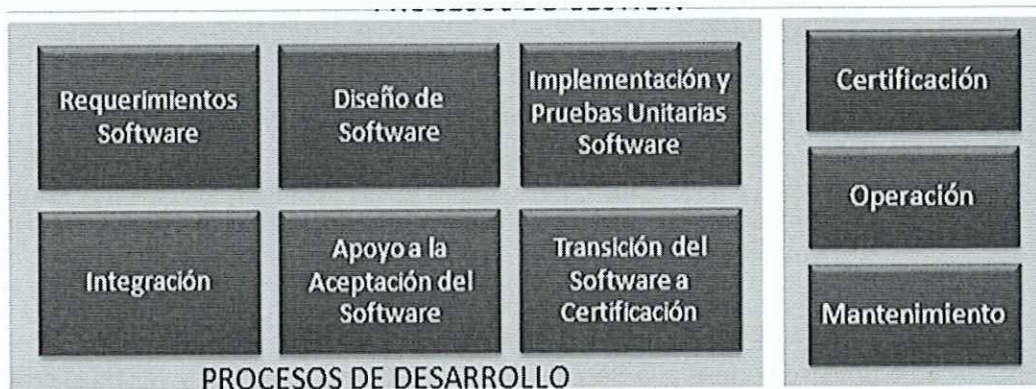 Requerimientos
Software
Diseño de
Software
Implementación y
Pruebas Unitarias
Software
Integración
Apoyo a la
Aceptación del
Software
Transición del
Software a
Certificación
PROCESOS DE DESARROLLO
Certificación
Operación
Mantenimiento